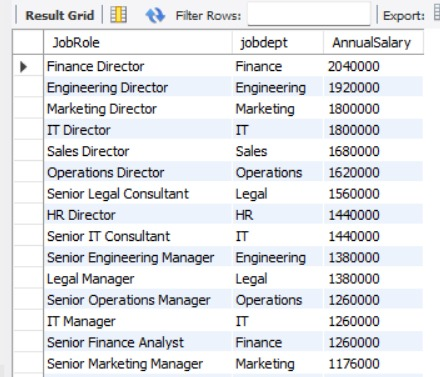 Result Grid Filter Rows: Export:
JobRole jobdept AnnualSalary
Finance Director Finance 2040000
Engineering Director Engineering 1920000
Marketing Director Marketing 1800000
IT Director IT 1800000
Sales Director Sales 1680000
Operations Director Operations 1620000
Senior Legal Consultant Legal 1560000
HR Director HR 1440000
Senior IT Consultant IT 1440000
Senior Engineering Manager Engineering 1380000
Legal Manager Legal 1380000
Senior Operations Manager Operations 1260000
IT Manager IT 1260000
Senior Finance Analyst Finance 1260000
Senior Marketing Manager Marketing 1176000